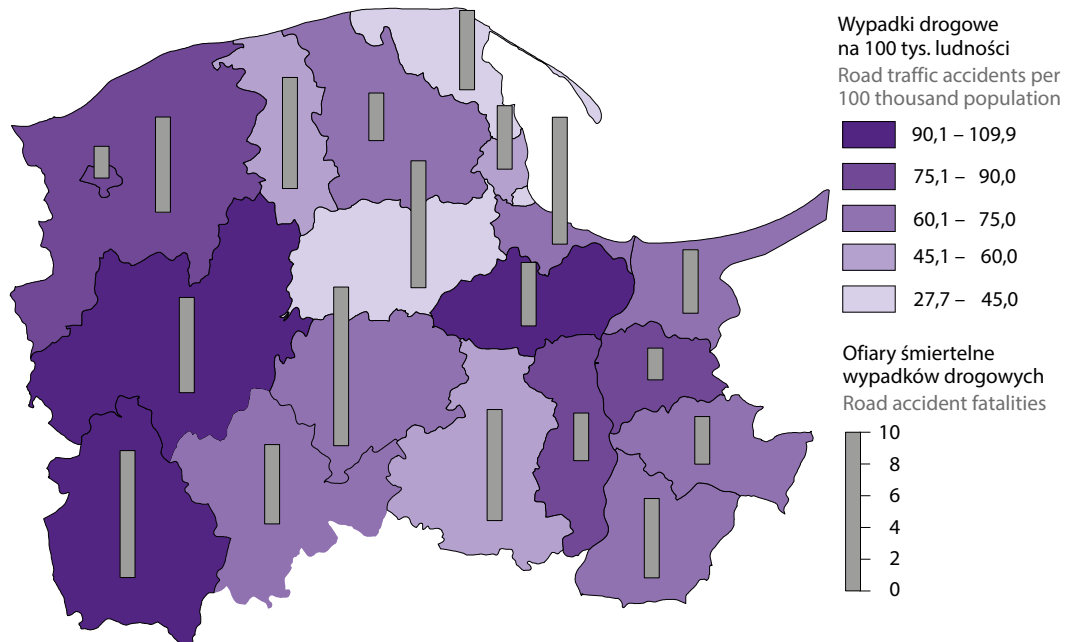 Wypadki drogowe
na 100 tys. ludności
Road traffic accidents per
100 thousand population
90,1 – 109,9
75,1 – 90,0
60,1 – 75,0
45,1 – 60,0
27,7 – 45,0
Ofiary śmiertelne
wypadków drogowych
Road accident fatalities
10
8
6
4
2
0